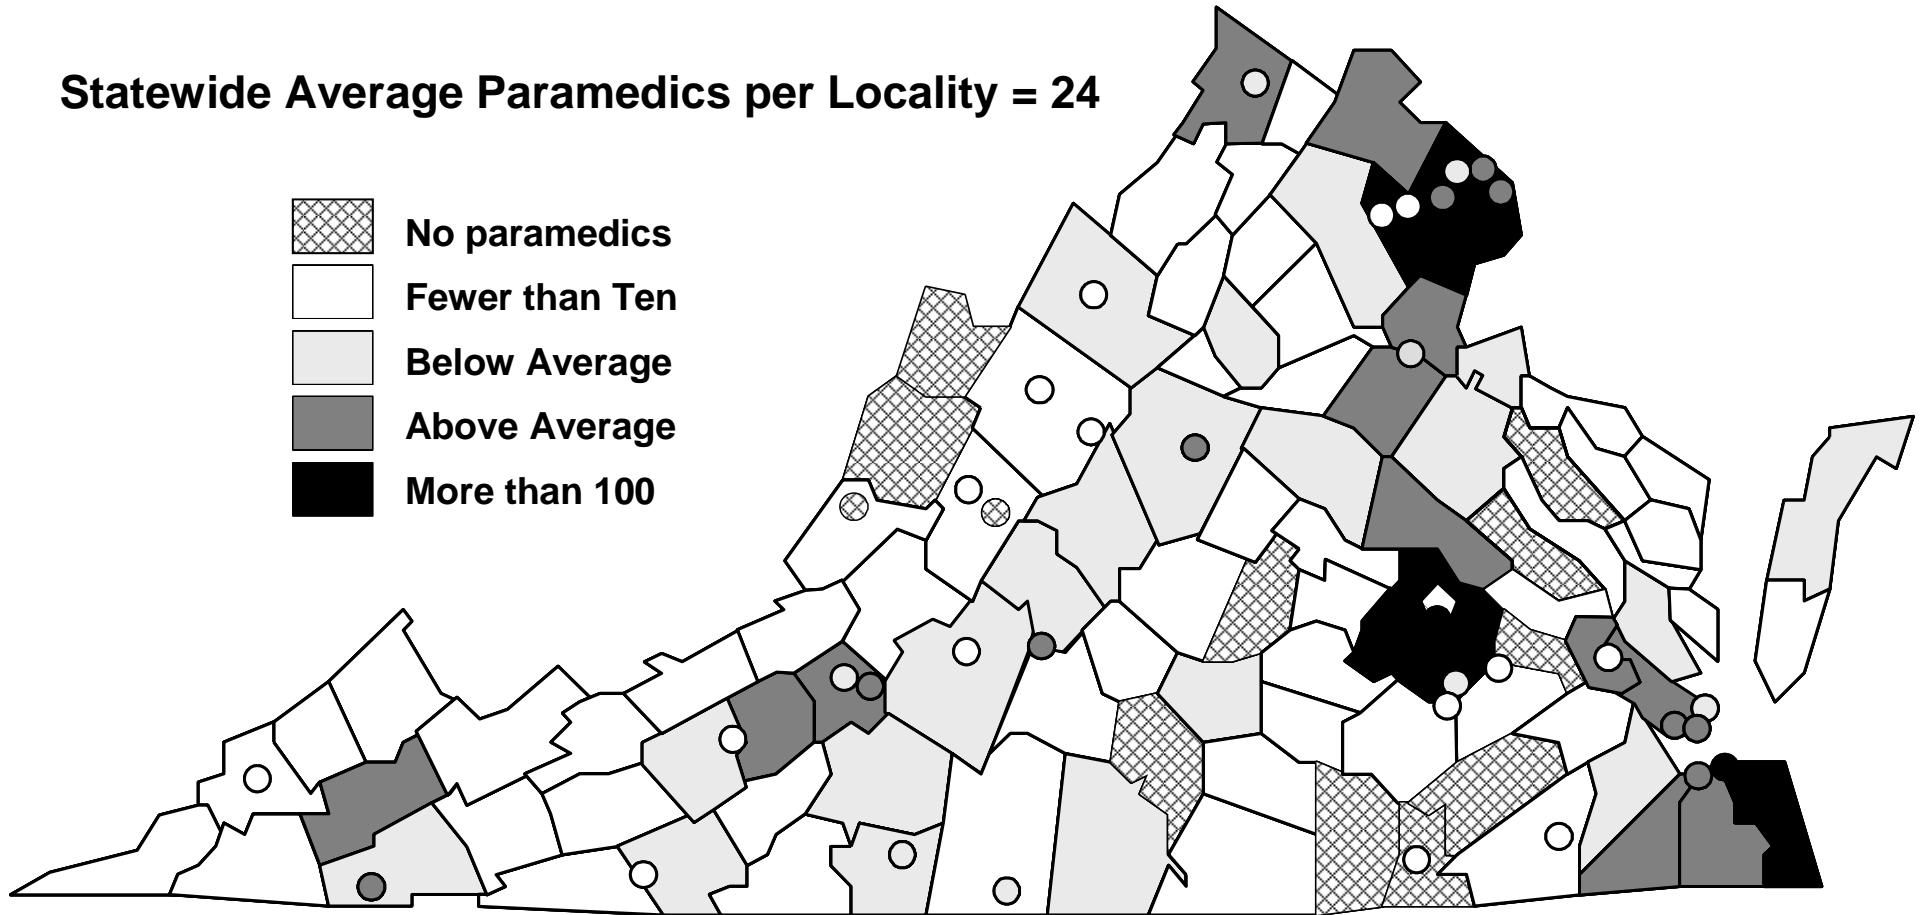 Statewide Average Paramedics per Locality = 24
No paramedics
Fewer than Ten
Below Average
Above Average
More than 100